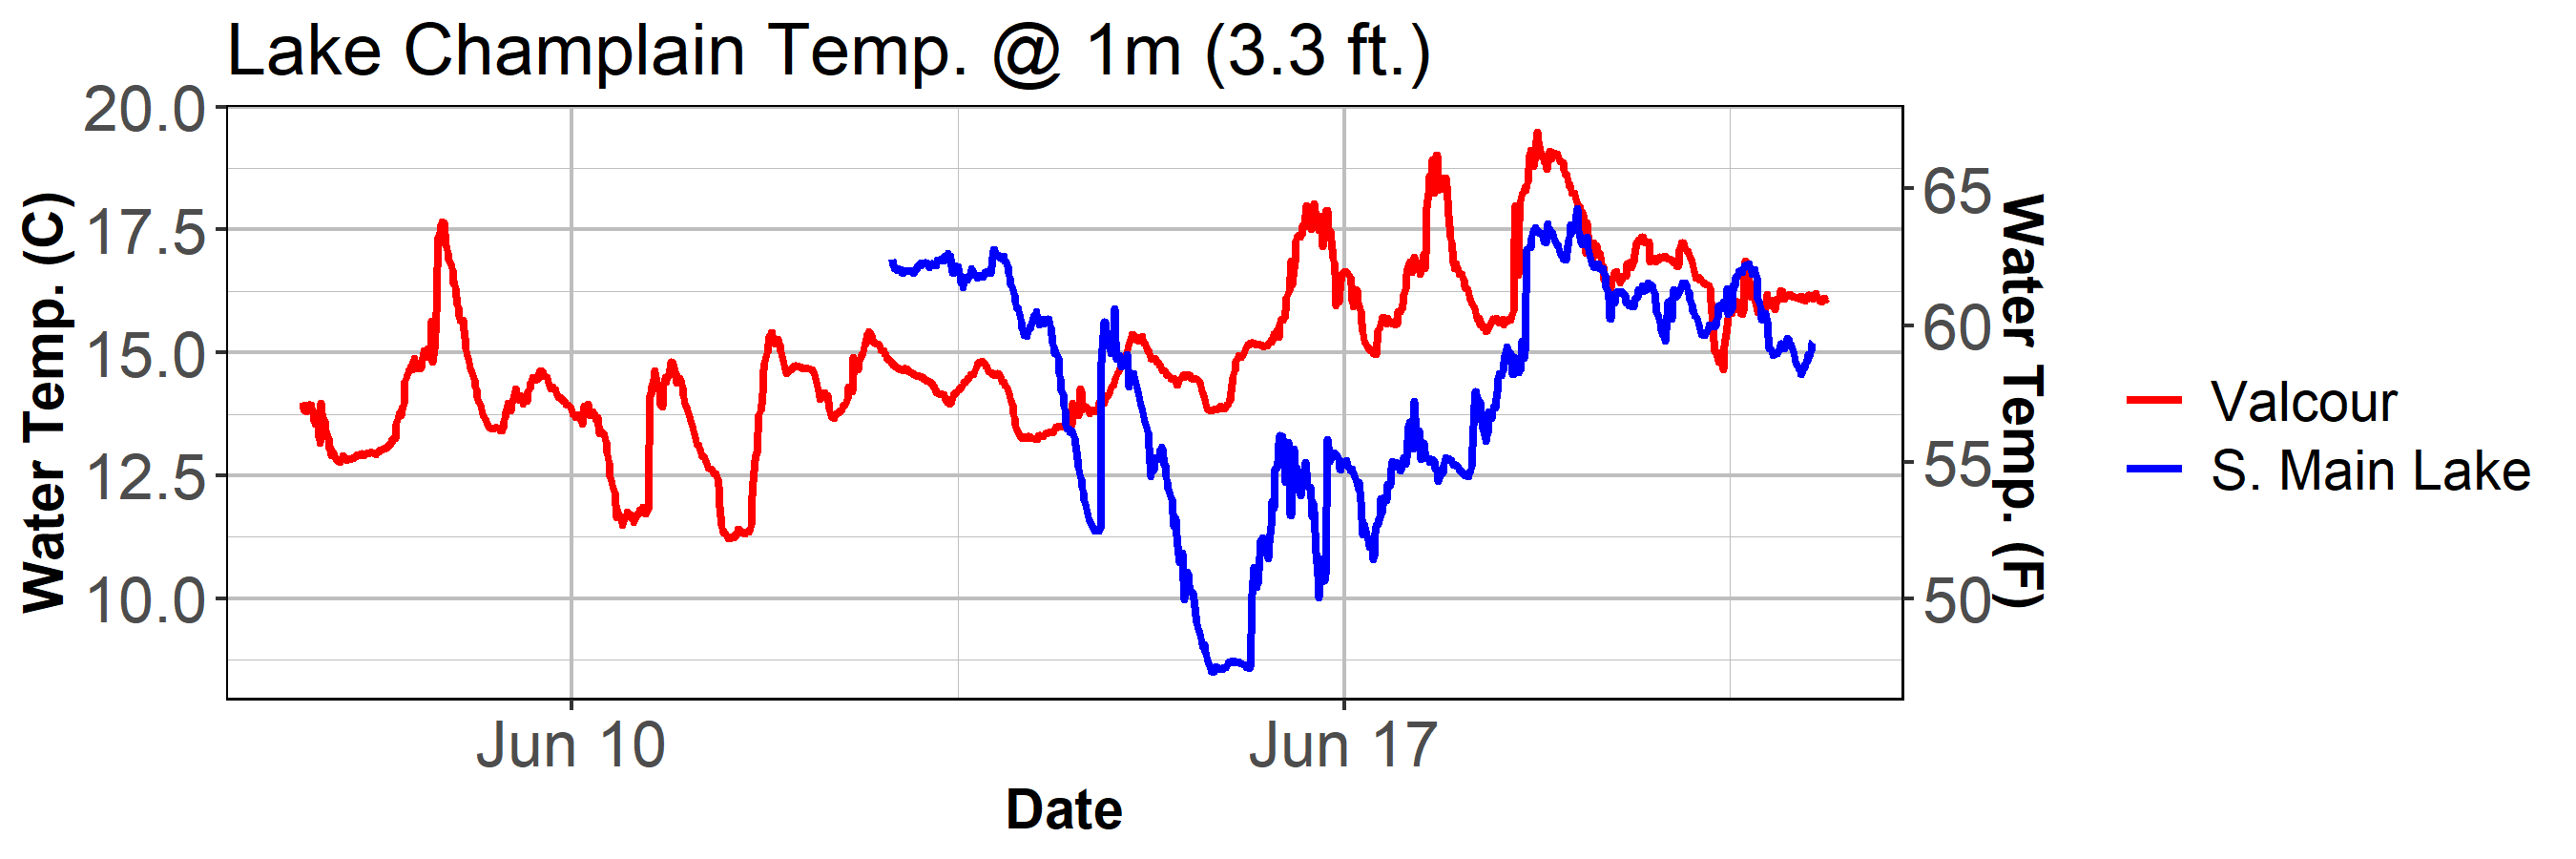 Lake Champlain Temp. @ 1m (3.3 ft.)
Water Temp. (C)
20.0
17.5
15.0
12.5
10.0
65
60
55
50
Water Temp. (F)
Jun 10
Jun 17
Date
Valcour
S. Main Lake